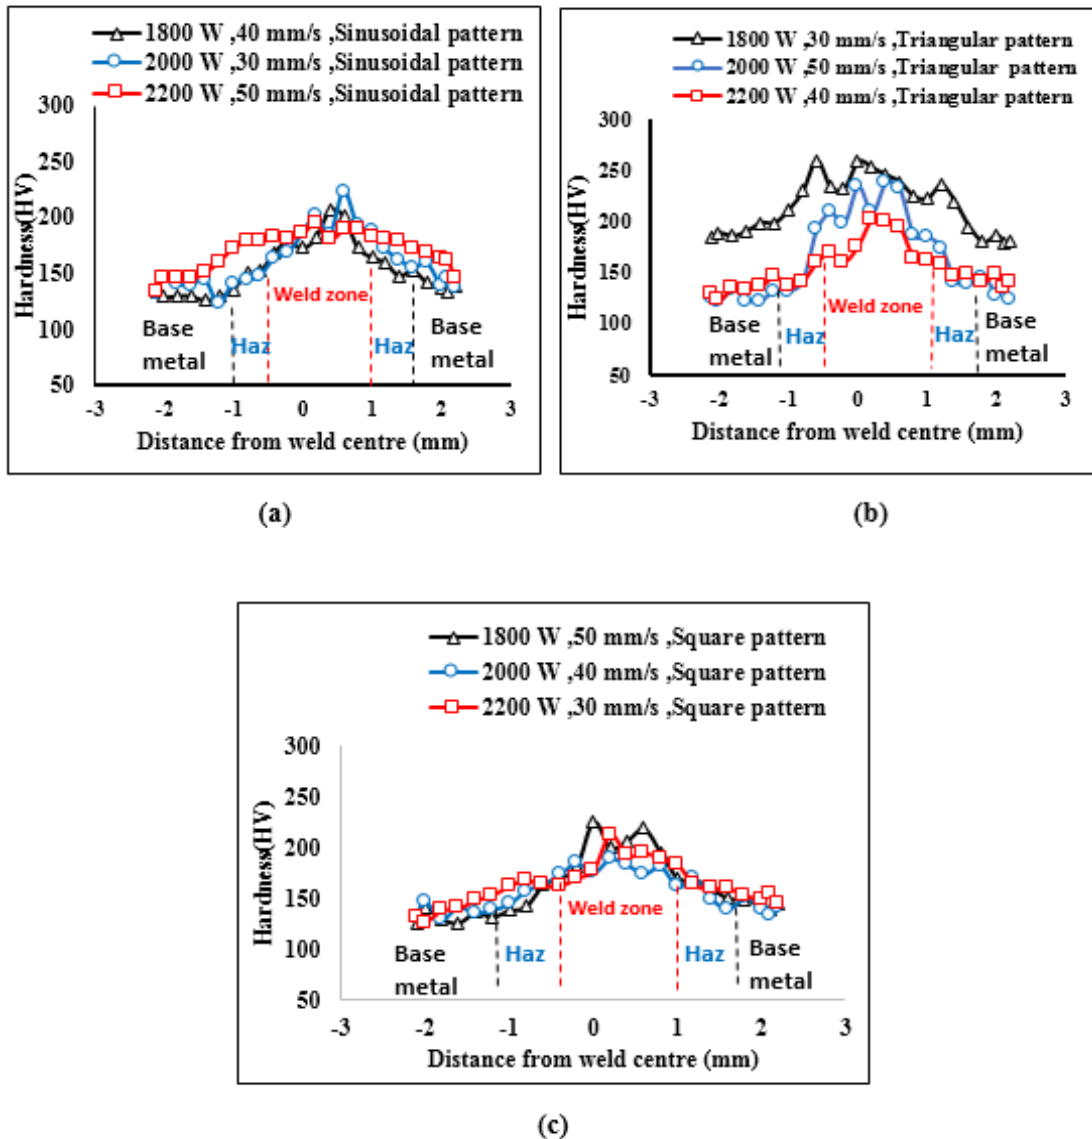 1800 W ,40 mm/s ,Sinusoidal pattern
2000 W ,30 mm/s ,Sinusoidal pattern
2200 W ,50 mm/s ,Sinusoidal pattern
300
250
200
150
100
50
Hardness(HV)
Base
metal
Haz
Weld zone
Haz
Base
metal
-3 -2 -1 0 1 2 3
Distance from weld centre (mm)
(a)
1800 W ,30 mm/s ,Triangular pattern
2000 W ,50 mm/s ,Triangular pattern
2200 W ,40 mm/s ,Triangular pattern
300
250
200
150
100
50
Hardness(HV)
Base
metal
Haz
Weld zone
Haz
Base
metal
-3 -2 -1 0 1 2 3
Distance from weld centre (mm)
(b)
1800 W ,50 mm/s ,Square pattern
2000 W ,40 mm/s ,Square pattern
2200 W ,30 mm/s ,Square pattern
300
250
200
150
100
50
Hardness(HV)
Base
metal
Haz
Weld zone
Haz
Base
metal
-3 -2 -1 0 1 2 3
Distance from weld centre (mm)
(c)